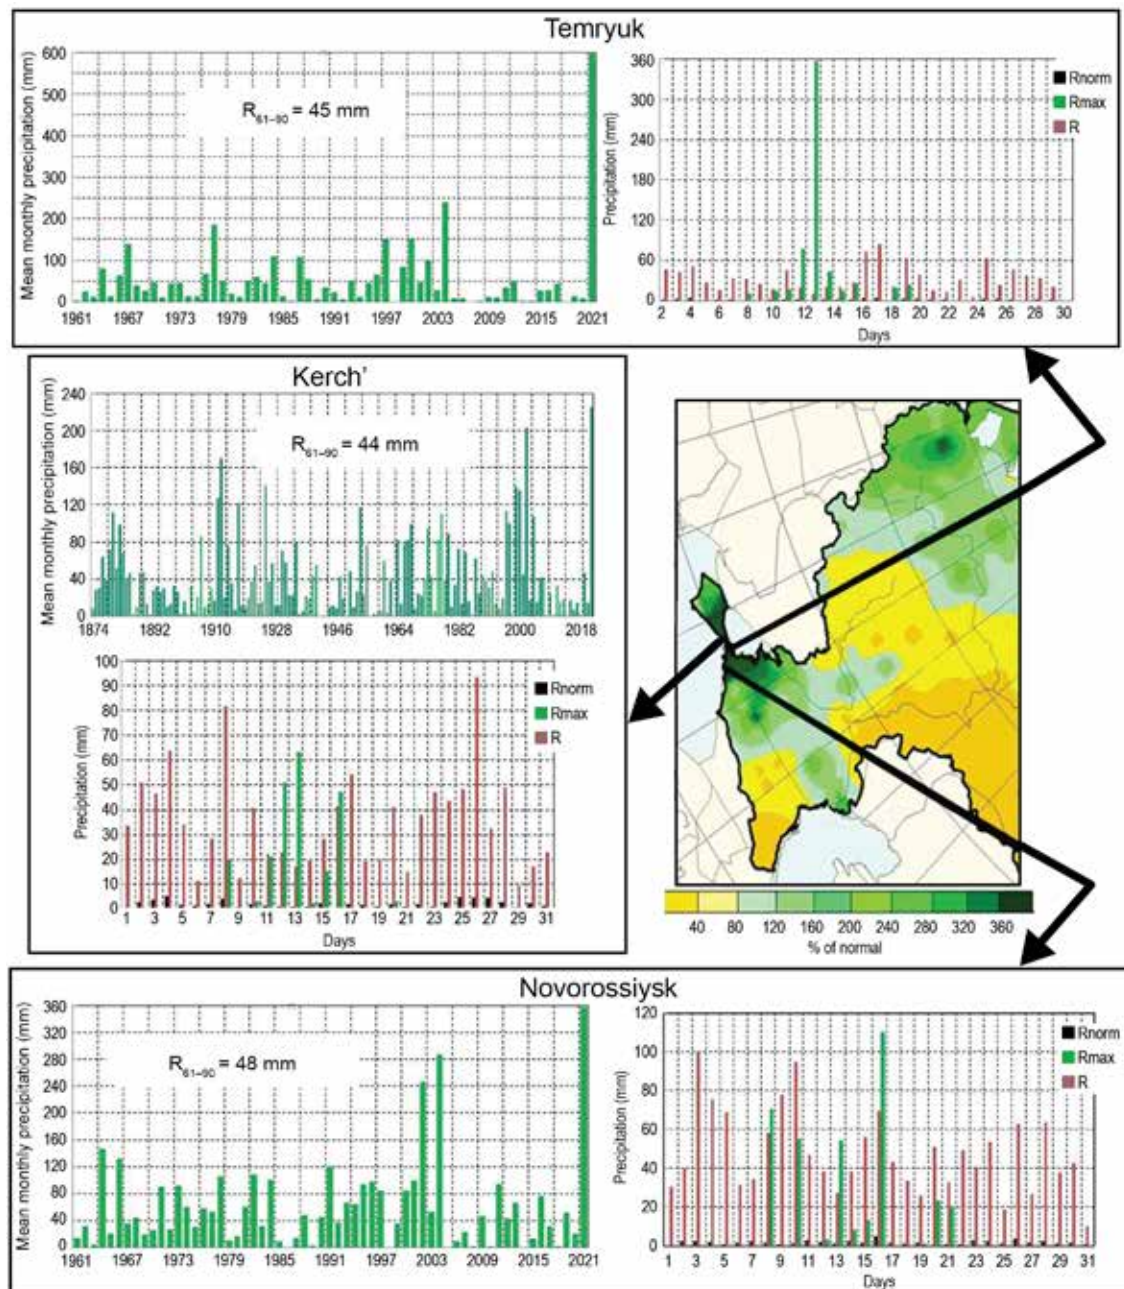 Temryuk
Mean monthly precipitation (mm)
600
500
400
300
200
100
0
R61–90 = 45 mm
1961 1967 1973 1979 1985 1991 1997 2003 2009 2015 2021
Precipitation (mm)
360
300
240
180
120
60
0
Rnorm
Rmax
R
2 4 6 8 10 12 14 16 18 20 22 24 26 28 30
Days
Kerch'
Mean monthly precipitation (mm)
240
200
160
120
80
40
0
R61–90 = 44 mm
1874 1892 1910 1928 1946 1964 1982 2000 2018
Precipitation (mm)
100
90
80
70
60
50
40
30
20
10
0
Rnorm
Rmax
R
1 3 5 7 9 11 13 15 17 19 21 23 25 27 29 31
Days
40 80 120 160 200 240 280 320 360
% of normal
Novorossiysk
Mean monthly precipitation (mm)
360
320
280
240
200
160
120
80
40
0
R61–90 = 48 mm
1961 1967 1973 1979 1985 1991 1997 2003 2009 2015 2021
Precipitation (mm)
120
100
80
60
40
20
0
Rnorm
Rmax
R
1 3 5 7 9 11 13 15 17 19 21 23 25 27 29 31
Days